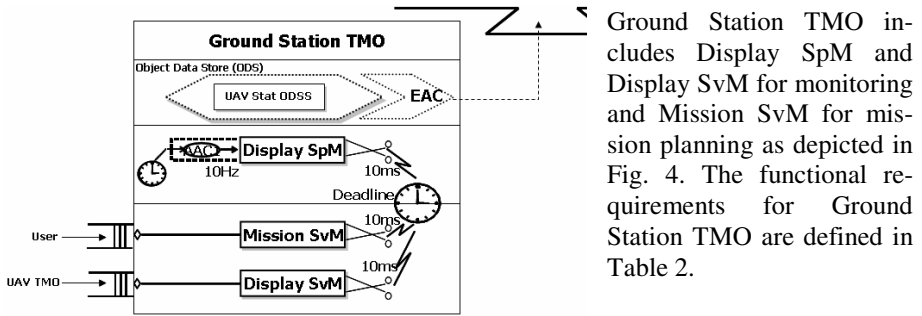 Ground Station TMO
Object Data Store (ODS)
UAV Stat ODSS
EAC
AAC1
Display SpM
10Hz
10ms
Deadline
10ms
User
Mission SvM
10ms
UAV TMO
Display SvM
Ground Station TMO in-
cludes Display SpM and
Display SvM for monitoring
and Mission SvM for mis-
sion planning as depicted in
Fig. 4. The functional re-
quirements for Ground
Station TMO are defined in
Table 2.